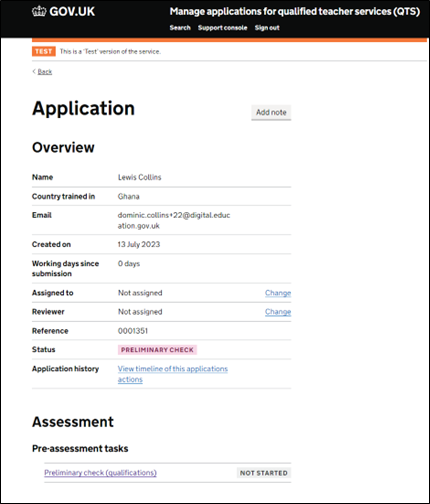 GOV.UK
Manage applications for qualified teacher services (QTS)
Search Support console Sign out
TEST This is a 'Test' version of the service.
Back
Application
Add note
Overview
Name Lewis Collins
Country trained in Ghana
Email dominic.collins+22@digital.educ
ation.gov.uk
Created on 13 July 2023
Working days since 0 days
submission
Assigned to Not assigned Change
Reviewer Not assigned Change
Reference 0001351
Status PRELIMINARY CHECK
Application history View timeline of this applications
actions
Assessment
Pre-assessment tasks
Preliminary check (qualifications) NOT STARTED